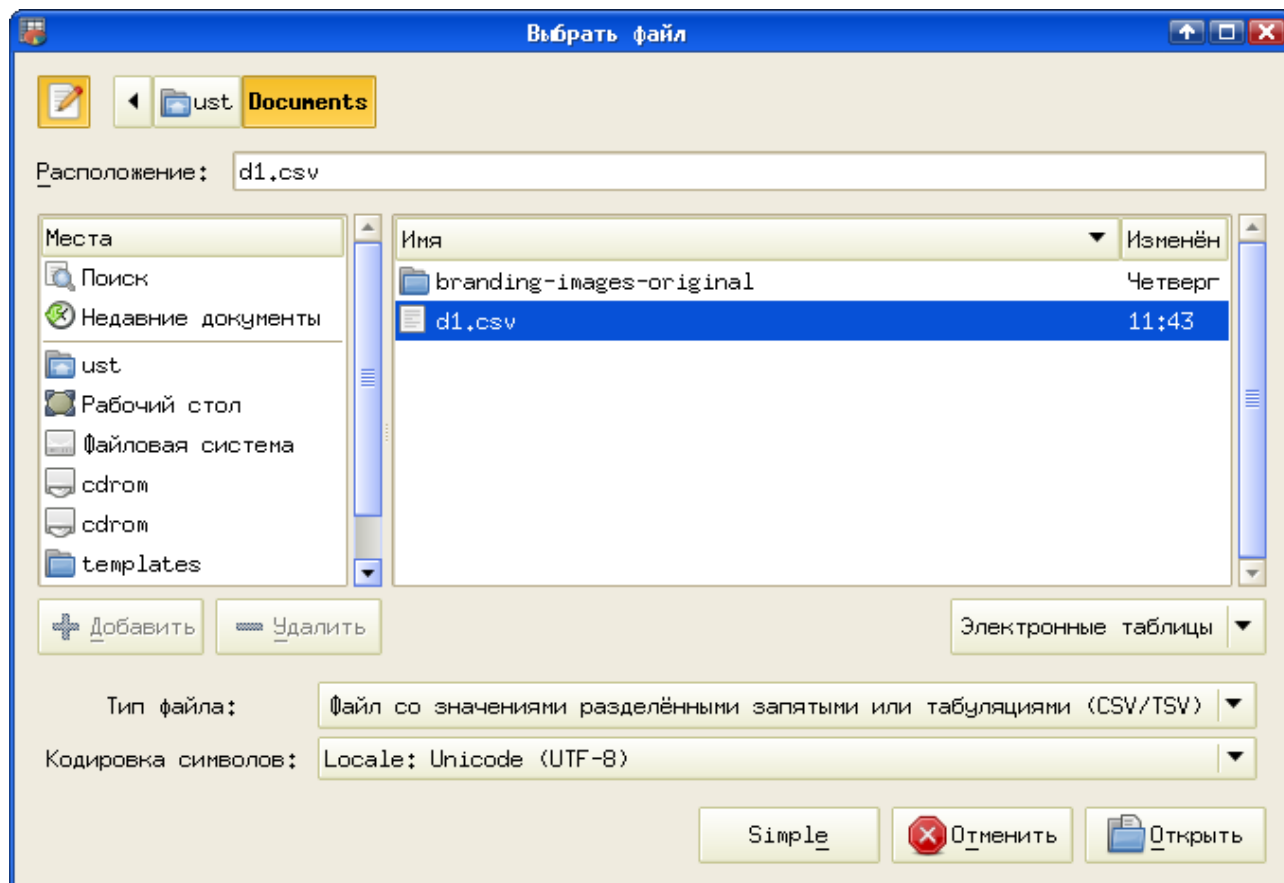 Выбрать файл
ust Documents
Расположение: d1.csv
Места
Поиск
Недавние документы
ust
Рабочий стол
Файловая система
cdrom
cdrom
templates
Имя Изменён
branding-images-original Четверг
d1.csv 11:43
Добавить Удалить Электронные таблицы
Тип файла: Файл со значениями разделёнными запятыми или табуляциями (CSV/TSV)
Кодировка символов: Locale: Unicode (UTF-8)
Simple Отменить Открыть